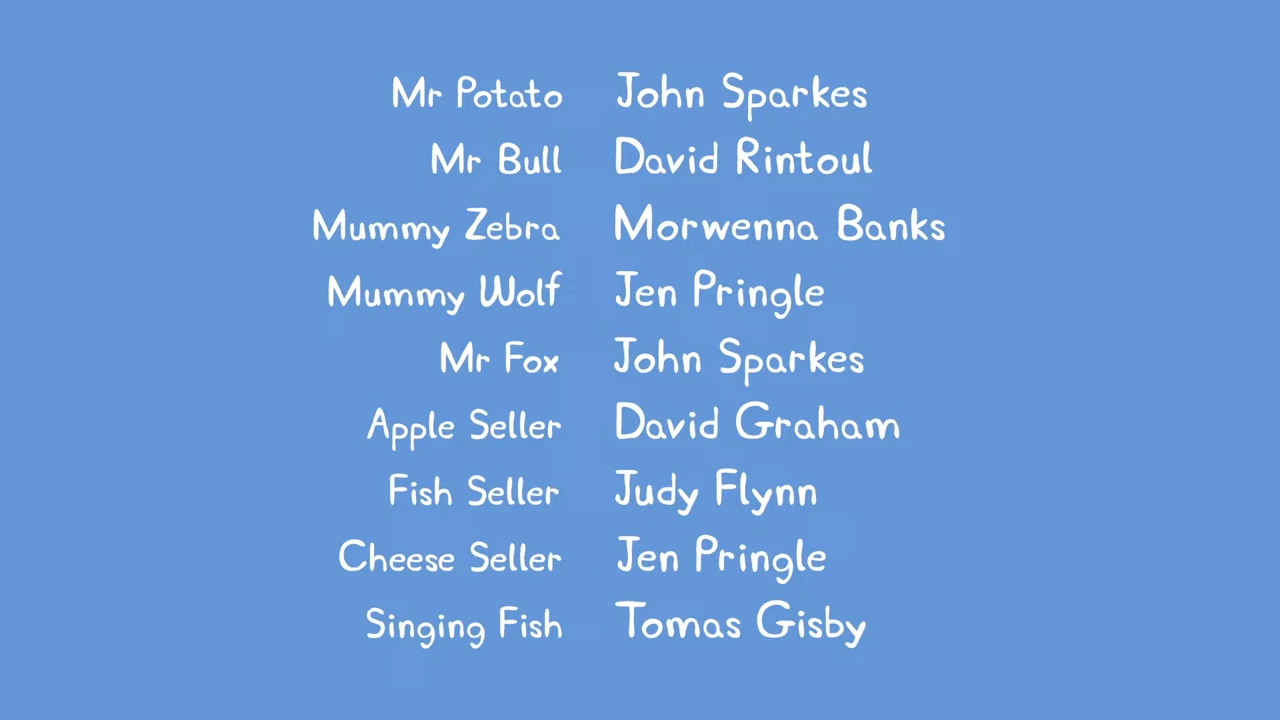 Mr Potato John Sparkes
Mr Bull David Rintoul
Mummy Zebra Morwenna Banks
Mummy Wolf Jen Pringle
Mr Fox John Sparkes
Apple Seller David Graham
Fish Seller Judy Flynn
Cheese Seller Jen Pringle
Singing Fish Tomas Gisby